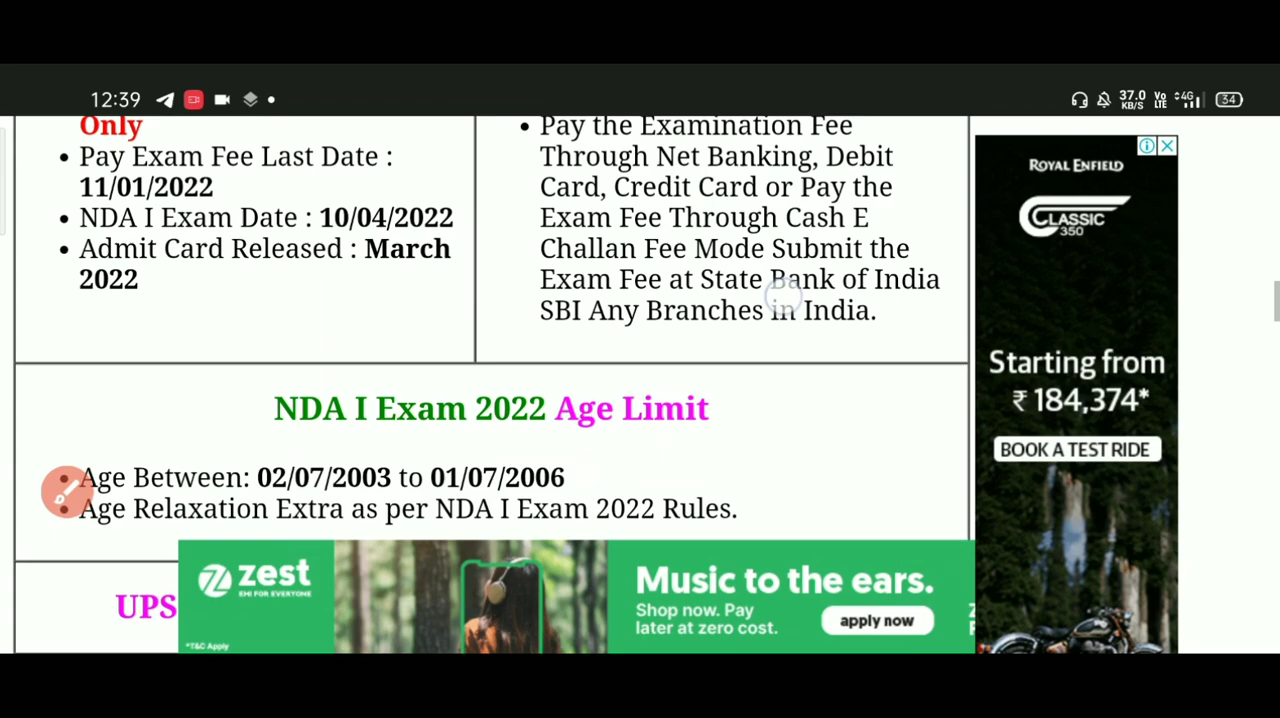 12:39
37.0 KB/S Vo LTE 4G 34
Only
Pay Exam Fee Last Date :
11/01/2022
NDA I Exam Date : 10/04/2022
Admit Card Released : March
2022
Pay the Examination Fee
Through Net Banking, Debit
Card, Credit Card or Pay the
Exam Fee Through Cash E
Challan Fee Mode Submit the
Exam Fee at State Bank of India
SBI Any Branches in India.
NDA I Exam 2022 Age Limit
Age Between: 02/07/2003 to 01/07/2006
Age Relaxation Extra as per NDA I Exam 2022 Rules.
UPS
zest
EMI FOR EVERYONE
*T&C Apply
Music to the ears.
Shop now. Pay
later at zero cost.
apply now
ROYAL ENFIELD
CLASSIC
350
Starting from
₹ 184,374*
BOOK A TEST RIDE